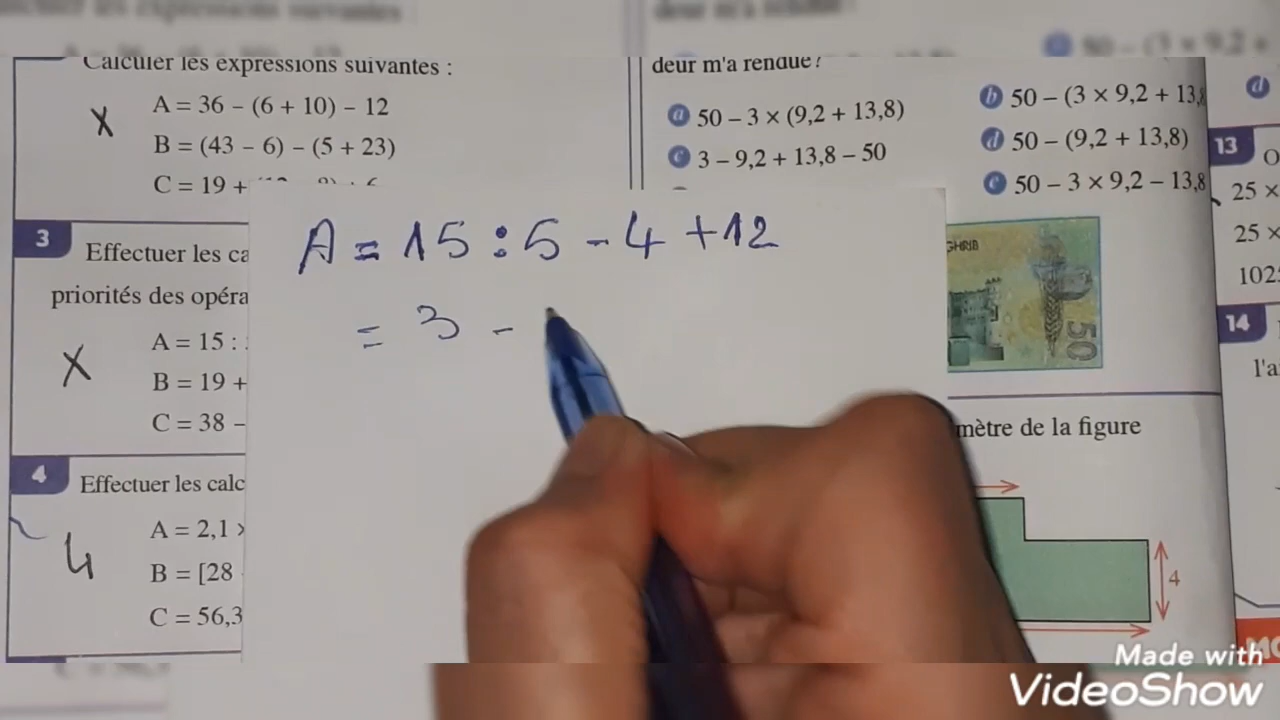 Calculer les expressions suivantes :
A = 36 – (6 + 10) – 12
B = (43 – 6) – (5 + 23)
C = 19 +
X
3
Effectuer les ca
priorités des opéra
A = 15 :
B = 19 +
C = 38 –
X
4
Effectuer les calc
A = 2,1 ×
B = [28
C = 56,3
4
A = 15 : 5 - 4 + 12
= 3 -
deur m'a rendue ?
a 50 – 3 × (9,2 + 13,8)
b 50 – (3 × 9,2 + 13,8
c 3 – 9,2 + 13,8 – 50
d 50 – (9,2 + 13,8)
e 50 – 3 × 9,2 – 13,8
GHRIB
50
mètre de la figure
4
d
13
O
25 ×
25 ×
102
14
l'a
Made with
VideoShow